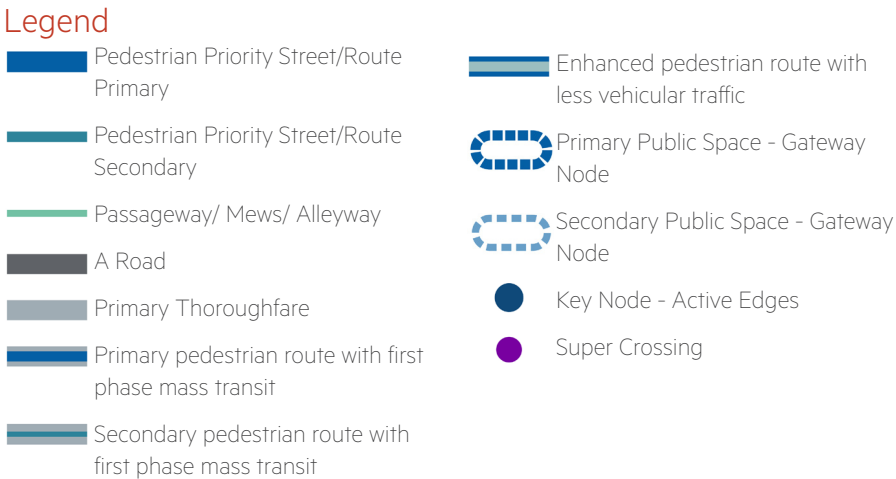 Legend
Pedestrian Priority Street/Route
Primary
Pedestrian Priority Street/Route
Secondary
Passageway/ Mews/ Alleyway
A Road
Primary Thoroughfare
Primary pedestrian route with first
phase mass transit
Secondary pedestrian route with
first phase mass transit
Enhanced pedestrian route with
less vehicular traffic
Primary Public Space - Gateway
Node
Secondary Public Space - Gateway
Node
Key Node - Active Edges
Super Crossing